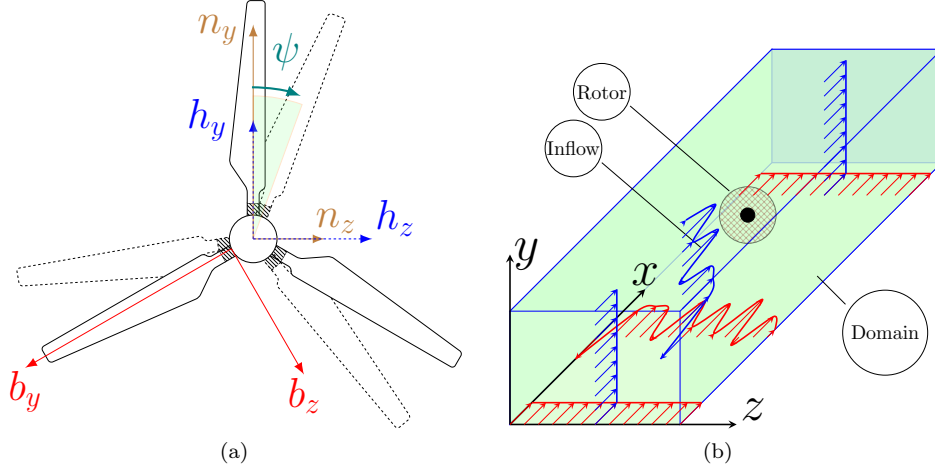 n_y
ψ
h_y
n_z
h_z
b_y
b_z
(a)
Rotor
Inflow
y
x
Domain
z
(b)